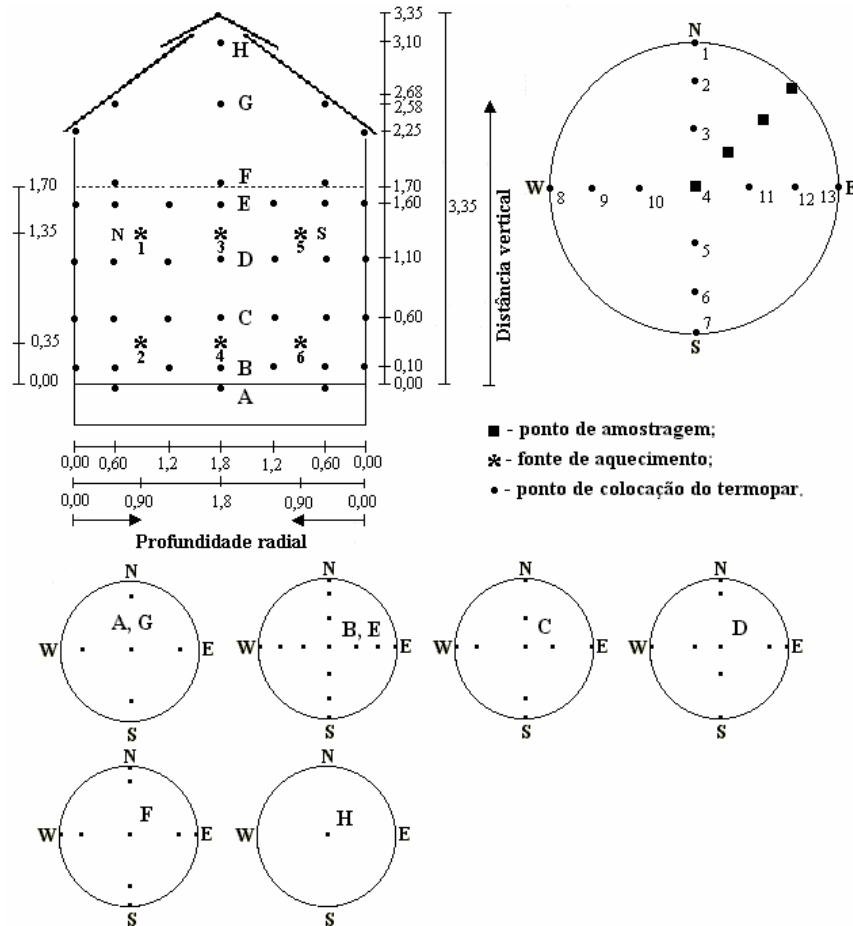 3,35
H
3,10
G
2,68
2,58
2,25
F
1,70
1,70
E
1,60
1,35
N
1
3
5
S
D
1,10
C
0,60
0,35
2
4
6
B
0,10
0,00
0,00
A
0,00 0,60 1,2 1,8 1,2 0,60 0,00
0,00 0,90 1,8 0,90 0,00
Profundidade radial
3,35
Distância vertical
N
1
2
3
W
8 9 10 4 11 12 13
E
5
6
7
S
- ponto de amostragem;
- fonte de aquecimento;
- ponto de colocação do termopar.
N
A, G
W E
S
N
B, E
W E
S
N
C
W E
S
N
D
W E
S
N
F
W E
S
N
H
W E
S